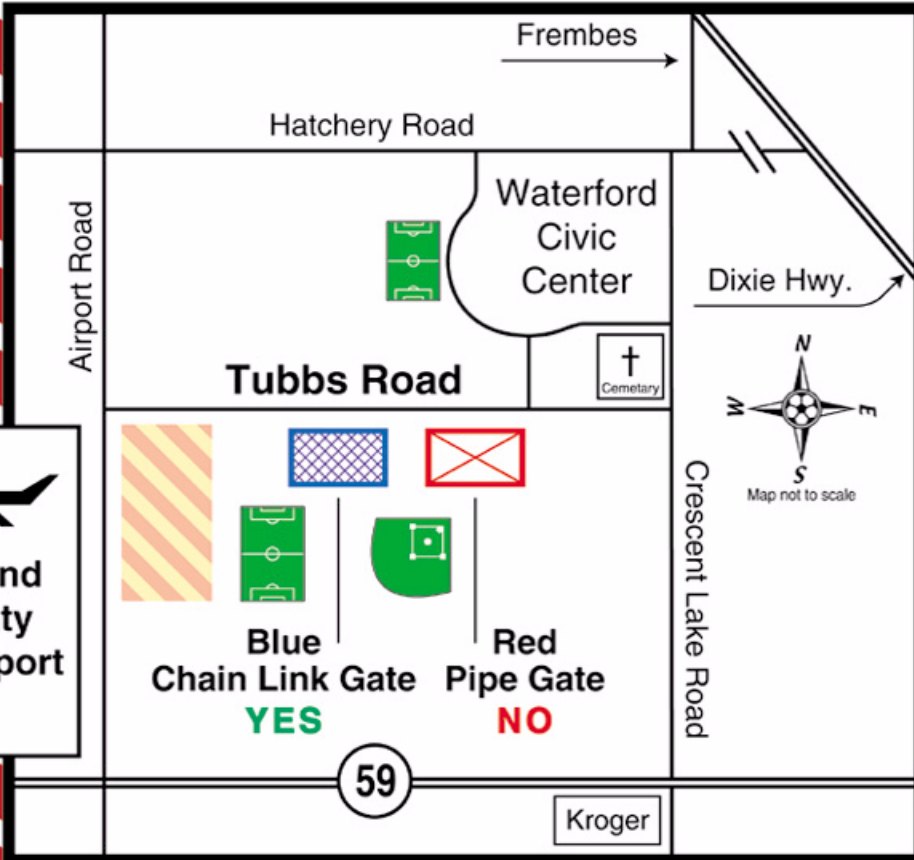 Frembes
Hatchery Road
Airport Road
Waterford
Civic
Center
Dixie Hwy.
Tubbs Road
Cemetary
N
W
E
S
Map not to scale
Crescent Lake Road
nd
ty
port
Blue
Chain Link Gate
YES
Red
Pipe Gate
NO
59
Kroger